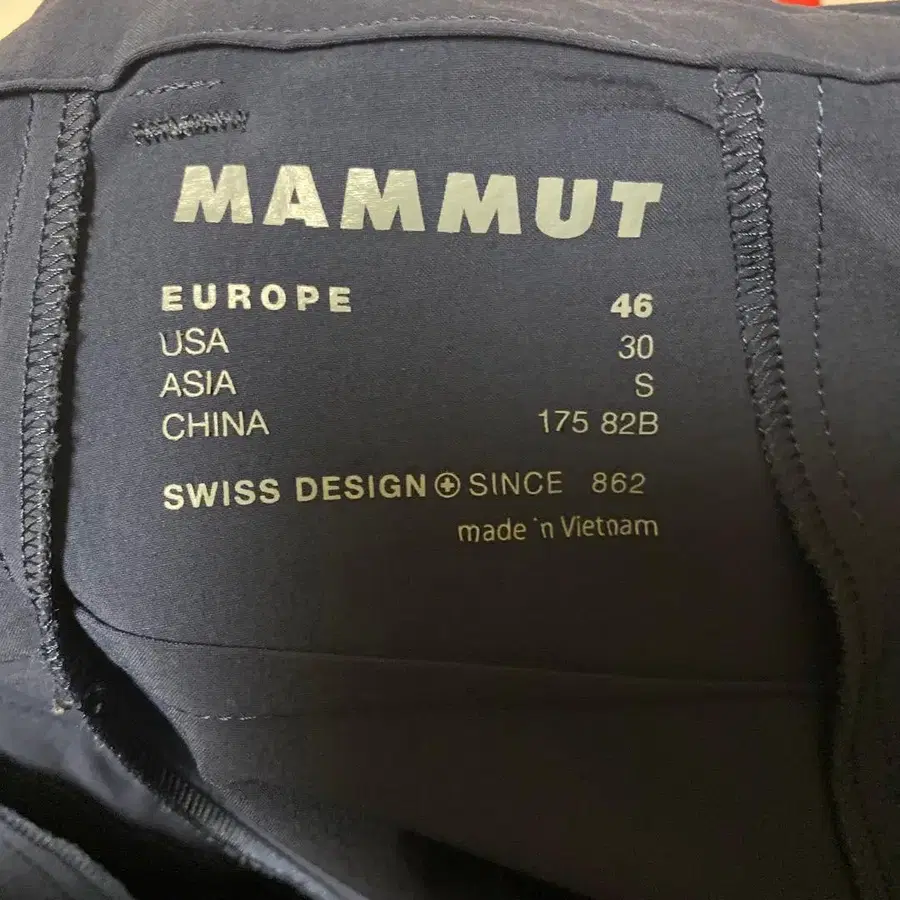 MAMMUT
EUROPE 46
USA 30
ASIA S
CHINA 175 82B
SWISS DESIGN SINCE 862
made 'n Vietnam